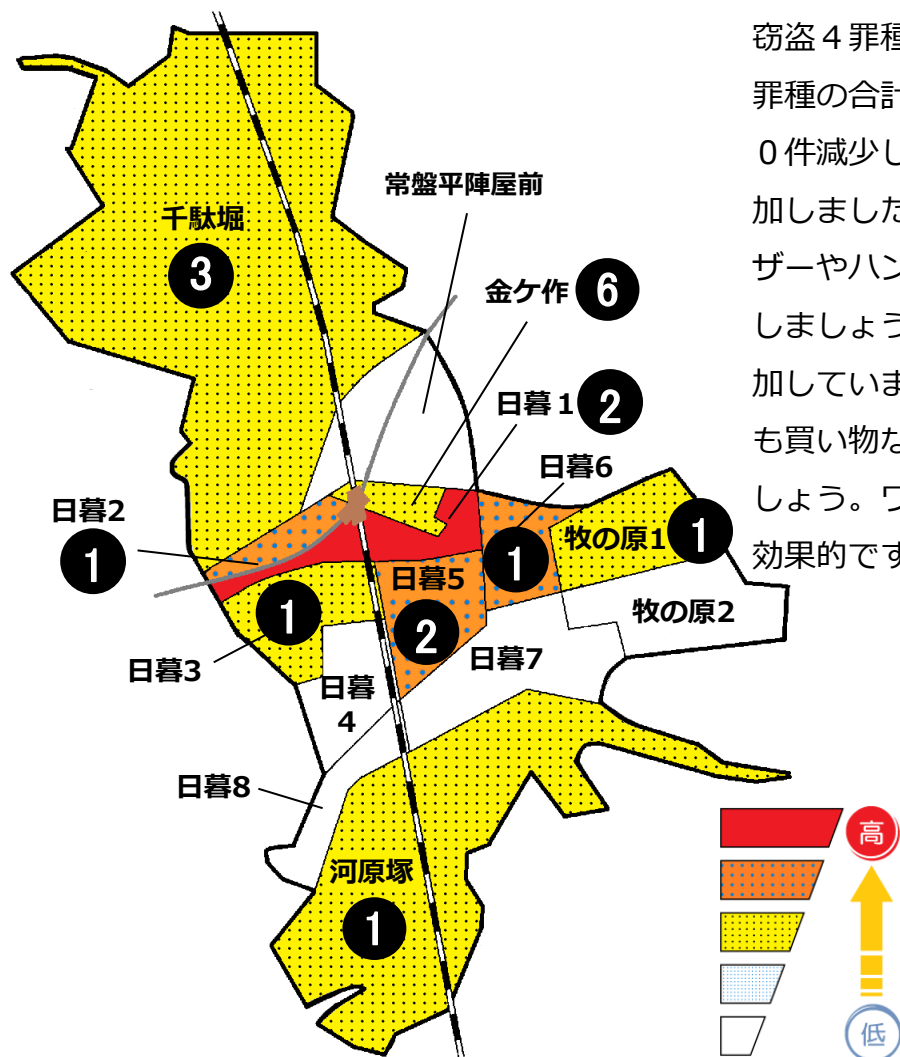 窃盗４罪種
罪種の合計
０件減少し
加しました
ザーやハン
しましょう
加していま
も買い物な
しょう。ワ
効果的です
常盤平陣屋前
千駄堀
3
金ケ作 6
日暮１ 2
日暮6
1
日暮2
1
牧の原1 1
日暮5
2
牧の原2
1
日暮3
日暮7
日暮
4
日暮8
河原塚
1
高
低